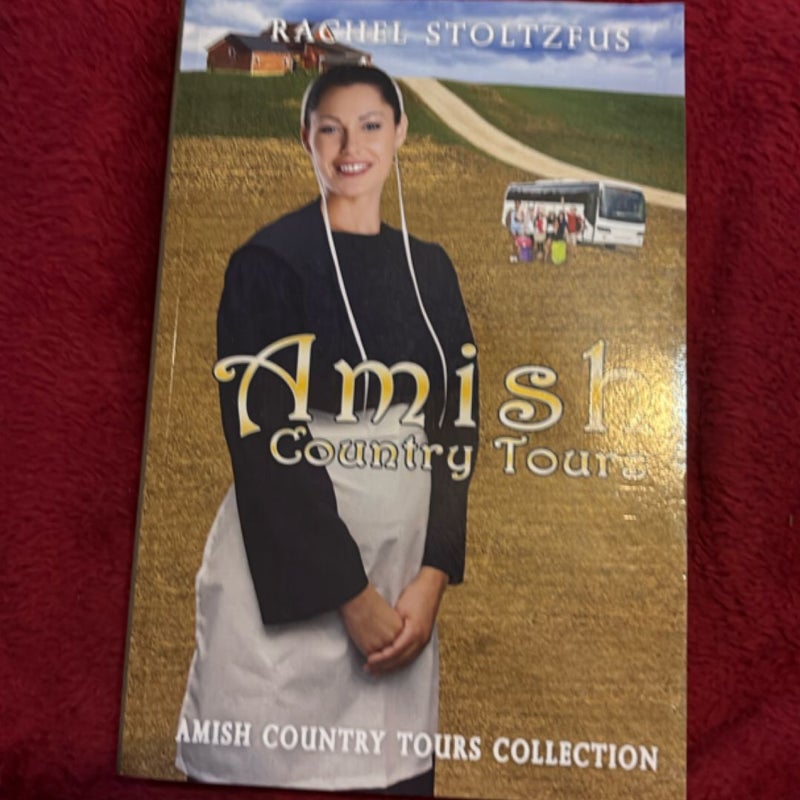 RACHEL STOLTZFUS
Amish
Country Tours
AMISH COUNTRY TOURS COLLECTION